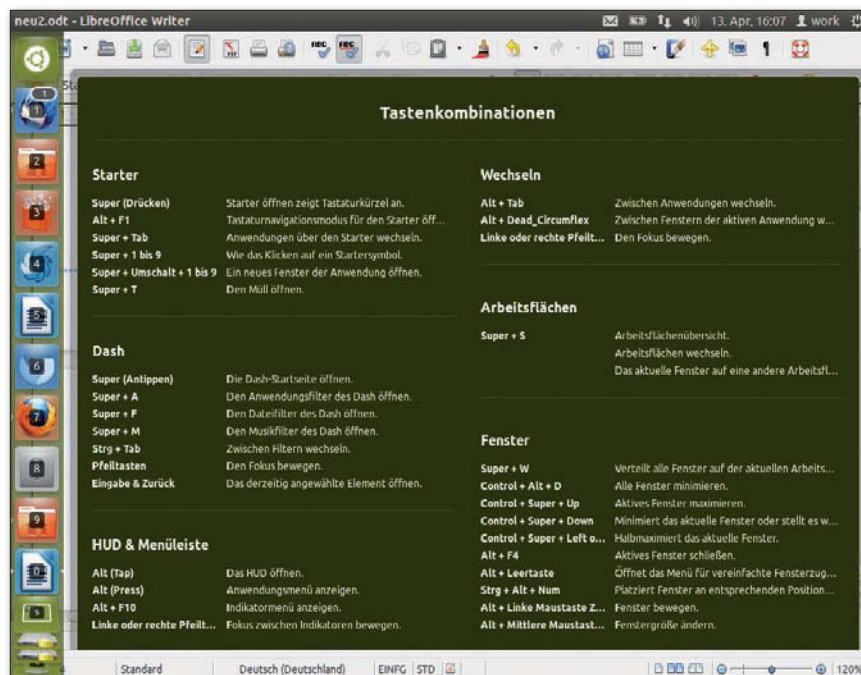 neu2.odt - LibreOffice Writer
13. Apr, 16:07 work
Tastenkombinationen
Starter
Super (Drücken) Starter öffnen zeigt Tastaturkürzel an.
Alt + F1 Tastaturnavigationsmodus für den Starter öff...
Super + Tab Anwendungen über den Starter wechseln.
Super + 1 bis 9 Wie das Klicken auf ein Startersymbol.
Super + Umschalt + 1 bis 9 Ein neues Fenster der Anwendung öffnen.
Super + T Den Müll öffnen.
Dash
Super (Antippen) Die Dash-Startseite öffnen.
Super + A Den Anwendungsfilter des Dash öffnen.
Super + F Den Dateifilter des Dash öffnen.
Super + M Den Musikfilter des Dash öffnen.
Strg + Tab Zwischen Filtern wechseln.
Pfeiltasten Den Fokus bewegen.
Eingabe & Zurück Das derzeitig angewählte Element öffnen.
HUD & Menüleiste
Alt (Tap) Das HUD öffnen.
Alt (Press) Anwendungsmenü anzeigen.
Alt + F10 Indikatormenü anzeigen.
Linke oder rechte Pfeilt... Fokus zwischen Indikatoren bewegen.
Wechseln
Alt + Tab Zwischen Anwendungen wechseln.
Alt + Dead_Circumflex Zwischen Fenstern der aktiven Anwendung w...
Linke oder rechte Pfeilt... Den Fokus bewegen.
Arbeitsflächen
Super + S Arbeitsflächenübersicht.
Arbeitsflächen wechseln.
Das aktuelle Fenster auf eine andere Arbeitsfl...
Fenster
Super + W Verteilt alle Fenster auf der aktuellen Arbeits...
Control + Alt + D Alle Fenster minimieren.
Control + Super + Up Aktives Fenster maximieren.
Control + Super + Down Minimiert das aktuelle Fenster oder stellt es w...
Control + Super + Left o... Halbmaximiert das aktuelle Fenster.
Alt + F4 Aktives Fenster schließen.
Alt + Leertaste Öffnet das Menü für vereinfachte Fensterzug...
Strg + Alt + Num Platziert Fenster an entsprechenden Position...
Alt + Linke Maustaste Z... Fenster bewegen.
Alt + Mittlere Maustast... Fenstergröße ändern.
1
1
2
3
4
5
6
7
8
9
0
S
Standard Deutsch (Deutschland) EINFG STD 120%